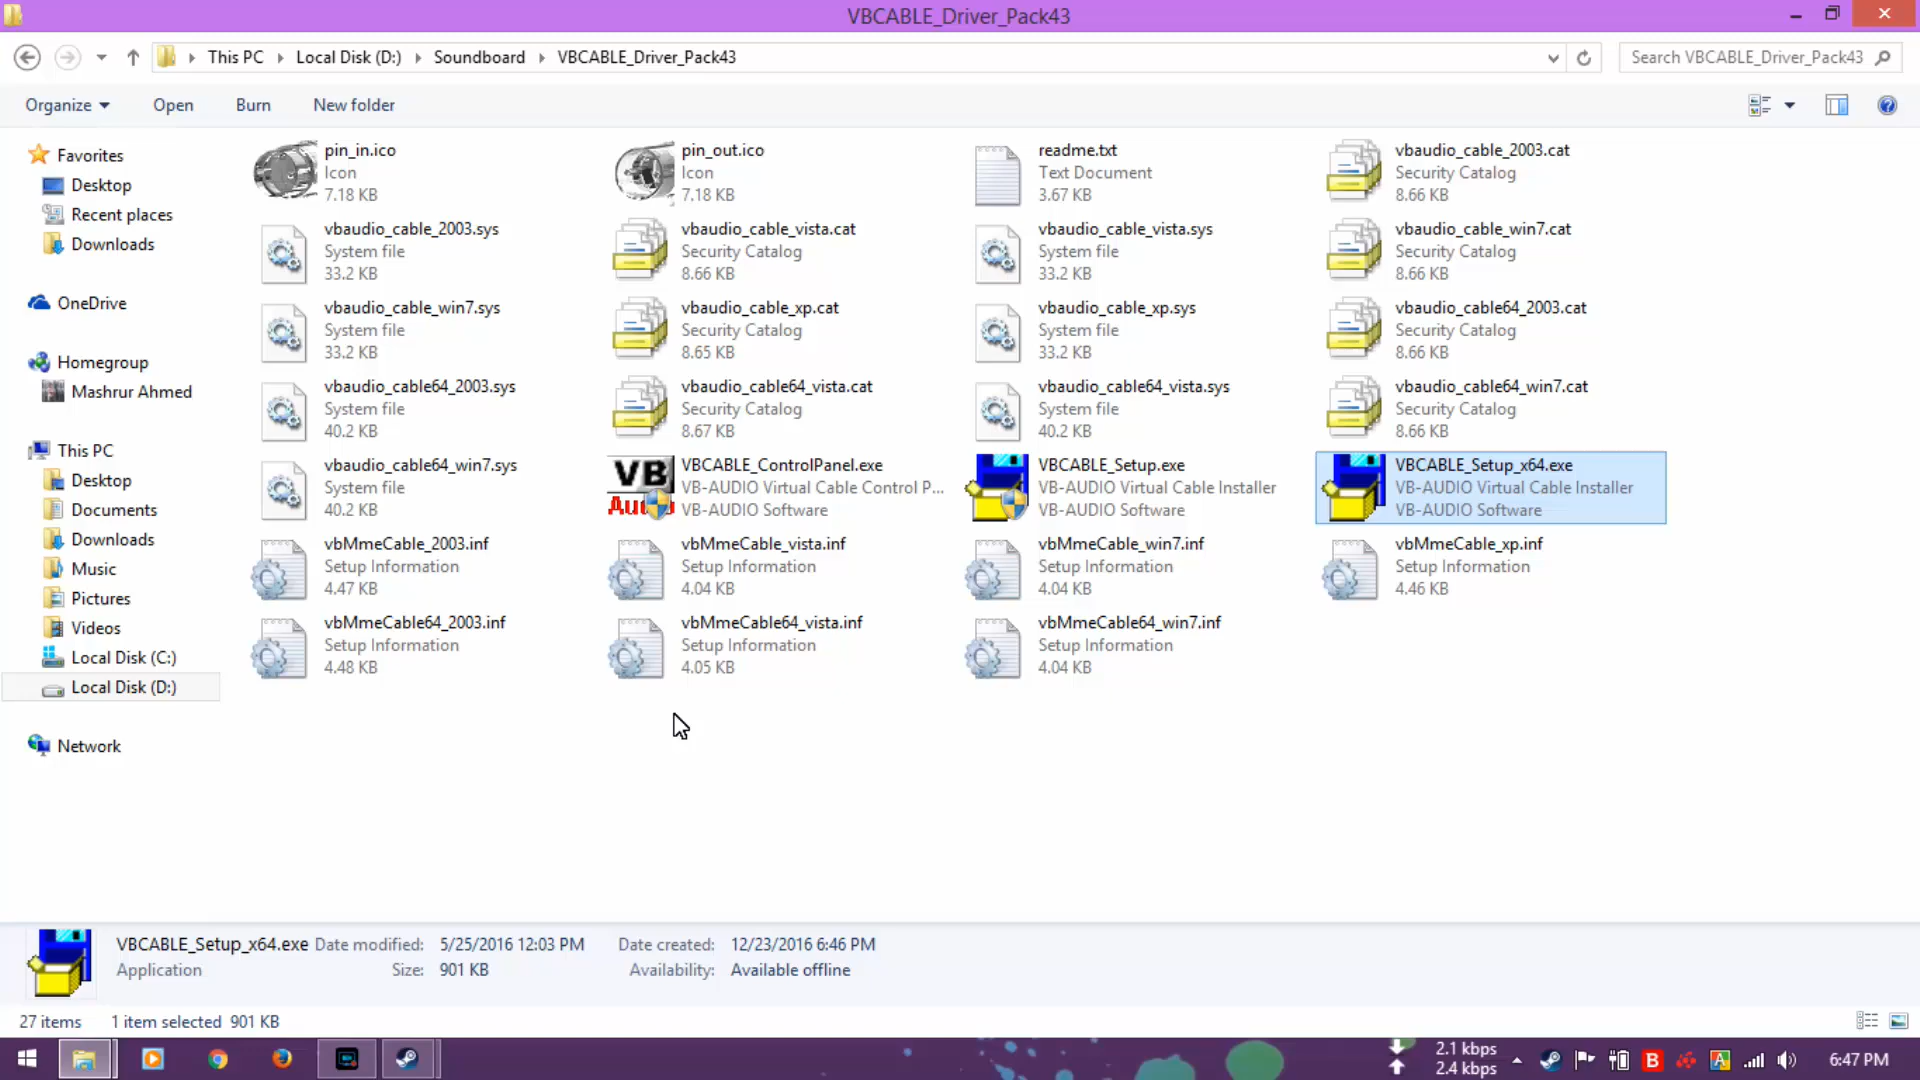 VBCABLE_Driver_Pack43
This PC
Local Disk (D:)
Soundboard
VBCABLE_Driver_Pack43
Search VBCABLE_Driver_Pack43
Organize
Open
Burn
New folder
Favorites
Desktop
Recent places
Downloads
OneDrive
Homegroup
Mashrur Ahmed
This PC
Desktop
Documents
Downloads
Music
Pictures
Videos
Local Disk (C:)
Local Disk (D:)
Network
pin_in.ico
Icon
7.18 KB
pin_out.ico
Icon
7.18 KB
readme.txt
Text Document
3.67 KB
vbaudio_cable_2003.cat
Security Catalog
8.66 KB
vbaudio_cable_2003.sys
System file
33.2 KB
vbaudio_cable_vista.cat
Security Catalog
8.66 KB
vbaudio_cable_vista.sys
System file
33.2 KB
vbaudio_cable_win7.cat
Security Catalog
8.66 KB
vbaudio_cable_win7.sys
System file
33.2 KB
vbaudio_cable_xp.cat
Security Catalog
8.65 KB
vbaudio_cable_xp.sys
System file
33.2 KB
vbaudio_cable64_2003.cat
Security Catalog
8.66 KB
vbaudio_cable64_2003.sys
System file
40.2 KB
vbaudio_cable64_vista.cat
Security Catalog
8.67 KB
vbaudio_cable64_vista.sys
System file
40.2 KB
vbaudio_cable64_win7.cat
Security Catalog
8.66 KB
vbaudio_cable64_win7.sys
System file
40.2 KB
VB
VBCABLE_ControlPanel.exe
VB-AUDIO Virtual Cable Control P...
VB-AUDIO Software
VBCABLE_Setup.exe
VB-AUDIO Virtual Cable Installer
VB-AUDIO Software
VBCABLE_Setup_x64.exe
VB-AUDIO Virtual Cable Installer
VB-AUDIO Software
vbMmeCable_2003.inf
Setup Information
4.47 KB
vbMmeCable_vista.inf
Setup Information
4.04 KB
vbMmeCable_win7.inf
Setup Information
4.04 KB
vbMmeCable_xp.inf
Setup Information
4.46 KB
vbMmeCable64_2003.inf
Setup Information
4.48 KB
vbMmeCable64_vista.inf
Setup Information
4.05 KB
vbMmeCable64_win7.inf
Setup Information
4.04 KB
VBCABLE_Setup_x64.exe Date modified: 5/25/2016 12:03 PM Date created: 12/23/2016 6:46 PM
Application Size: 901 KB Availability: Available offline
27 items 1 item selected 901 KB
2.1 kbps
2.4 kbps
B
A
6:47 PM